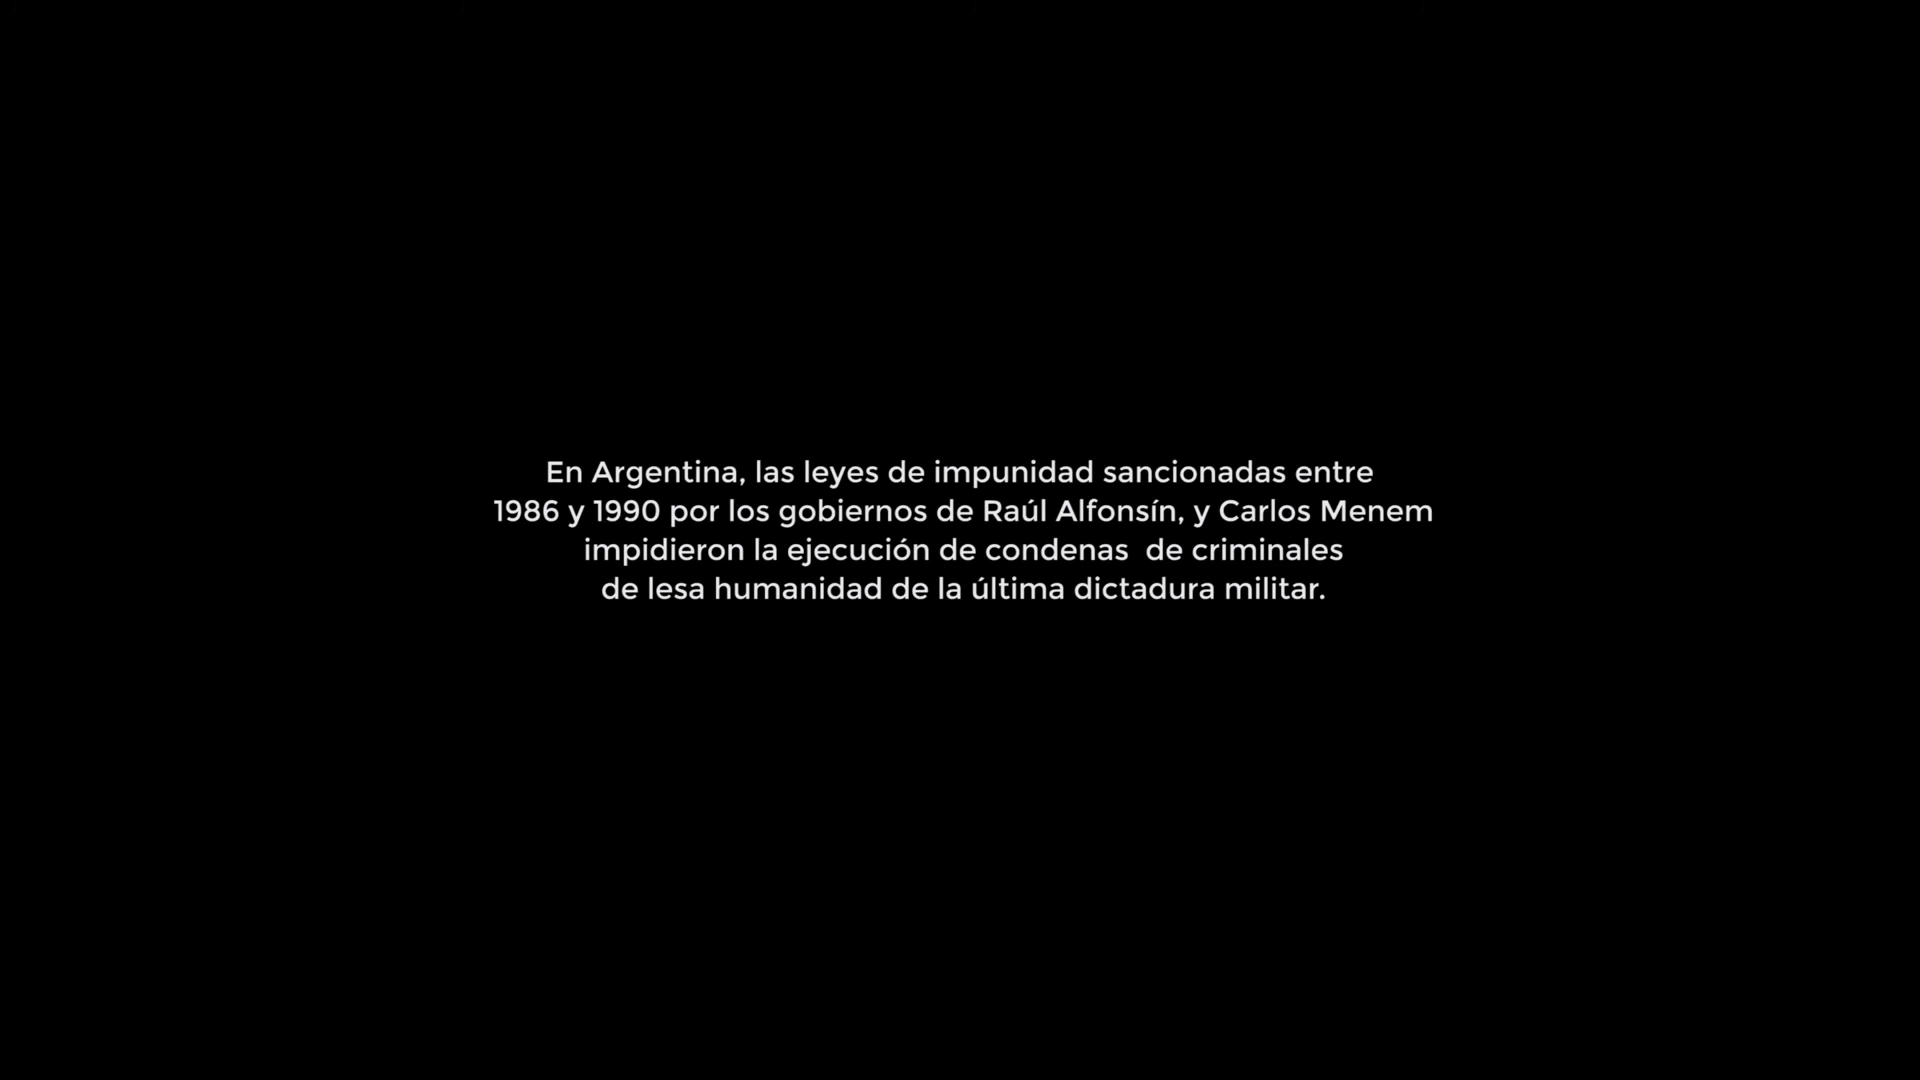 En Argentina, las leyes de impunidad sancionadas entre
1986 y 1990 por los gobiernos de Raúl Alfonsín, y Carlos Menem
impidieron la ejecución de condenas  de criminales
de lesa humanidad de la última dictadura militar.